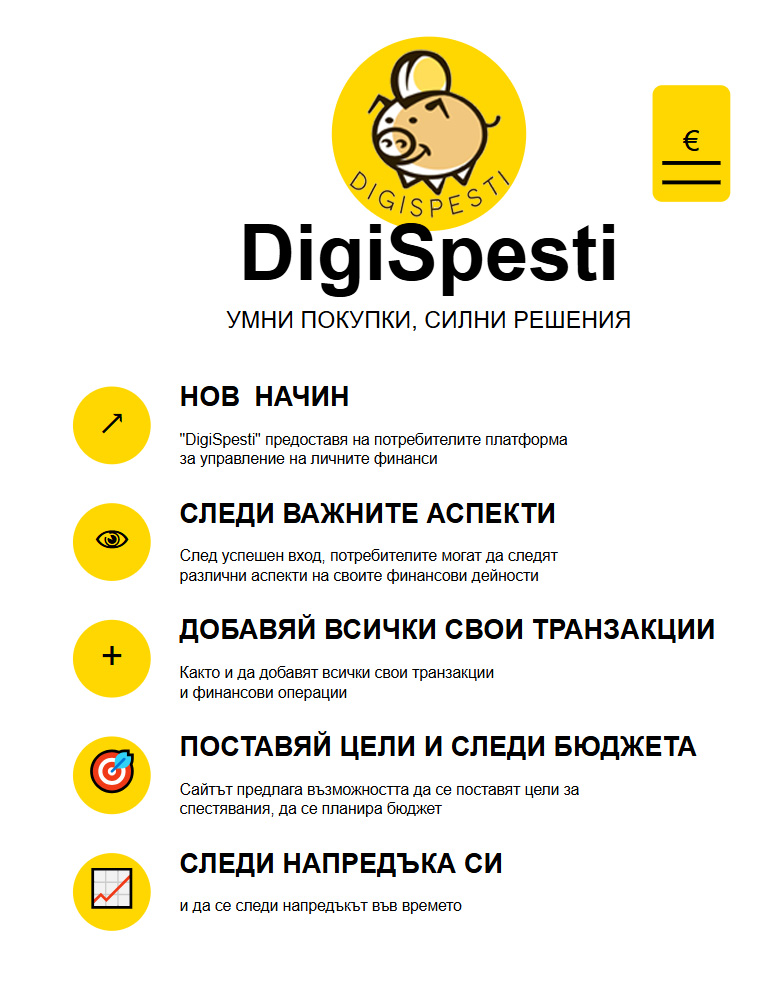 DIGISPESTI
€
DigiSpesti
УМНИ ПОКУПКИ, СИЛНИ РЕШЕНИЯ
НОВ НАЧИН
"DigiSpesti" предоставя на потребителите платформа
за управление на личните финанси
СЛЕДИ ВАЖНИТЕ АСПЕКТИ
След успешен вход, потребителите могат да следят
различни аспекти на своите финансови дейности
ДОБАВЯЙ ВСИЧКИ СВОИ ТРАНЗАКЦИИ
Както и да добавят всички свои транзакции
и финансови операции
ПОСТАВЯЙ ЦЕЛИ И СЛЕДИ БЮДЖЕТА
Сайтът предлага възможността да се поставят цели за
спестявания, да се планира бюджет
СЛЕДИ НАПРЕДЪКА СИ
и да се следи напредъкът във времето